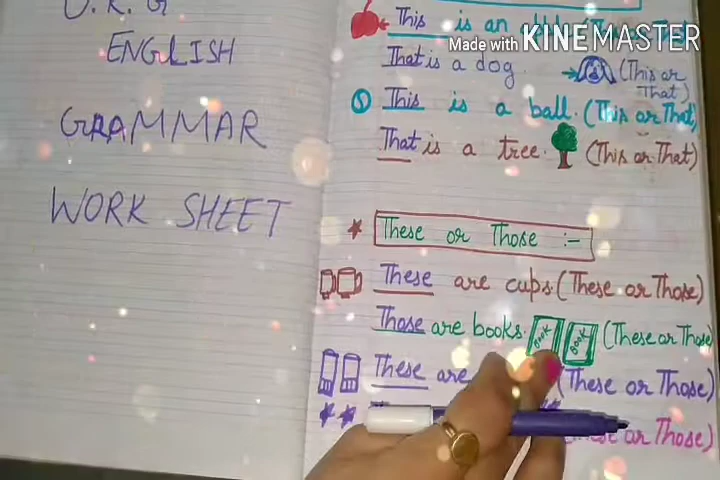 U. K. G
ENGLISH
GRAMMAR
WORK SHEET
Made with KINEMASTER
This is an
That is a dog. (This or That)
This is a ball. (This or That)
That is a tree. (This or That)
These or Those :-
These are cups. (These or Those)
Those are books. BOOK BOOK (These or Those
These are (These or Those)
or Those)